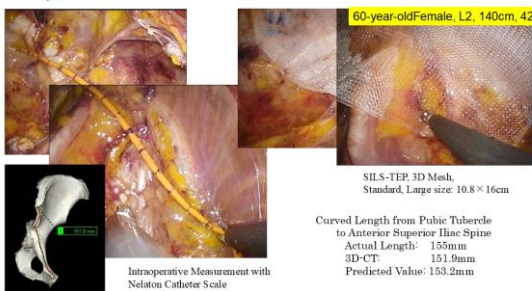 60-year-oldFemale, L2, 140cm, 42
SILS-TEP, 3D Mesh,
Standard, Large size: 10.8×16cm
151.9 mm
Intraoperative Measurement with
Nelaton Catheter Scale
Curved Length from Pubic Tubercle
to Anterior Superior Iliac Spine
Actual Length: 155mm
3D-CT: 151.9mm
Predicted Value: 153.2mm